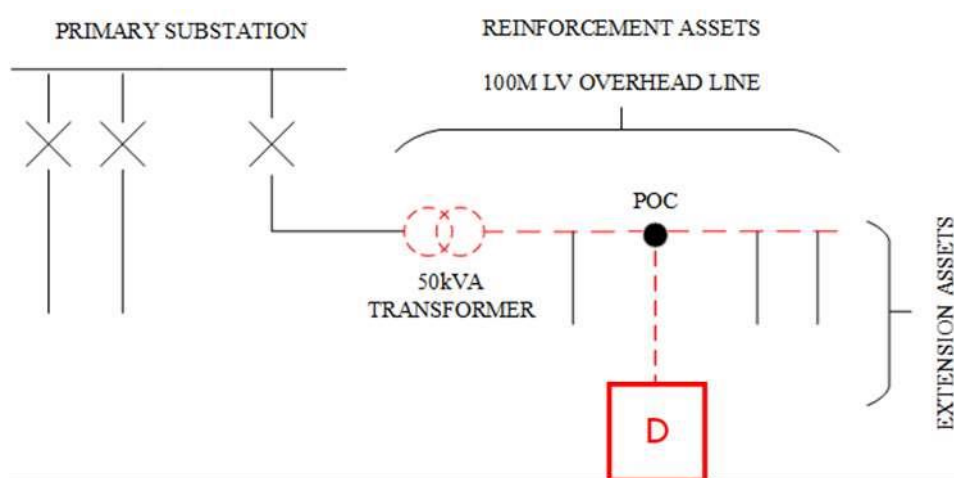 PRIMARY SUBSTATION
REINFORCEMENT ASSETS
100M LV OVERHEAD LINE
POC
50kVA
TRANSFORMER
EXTENSION ASSETS
D